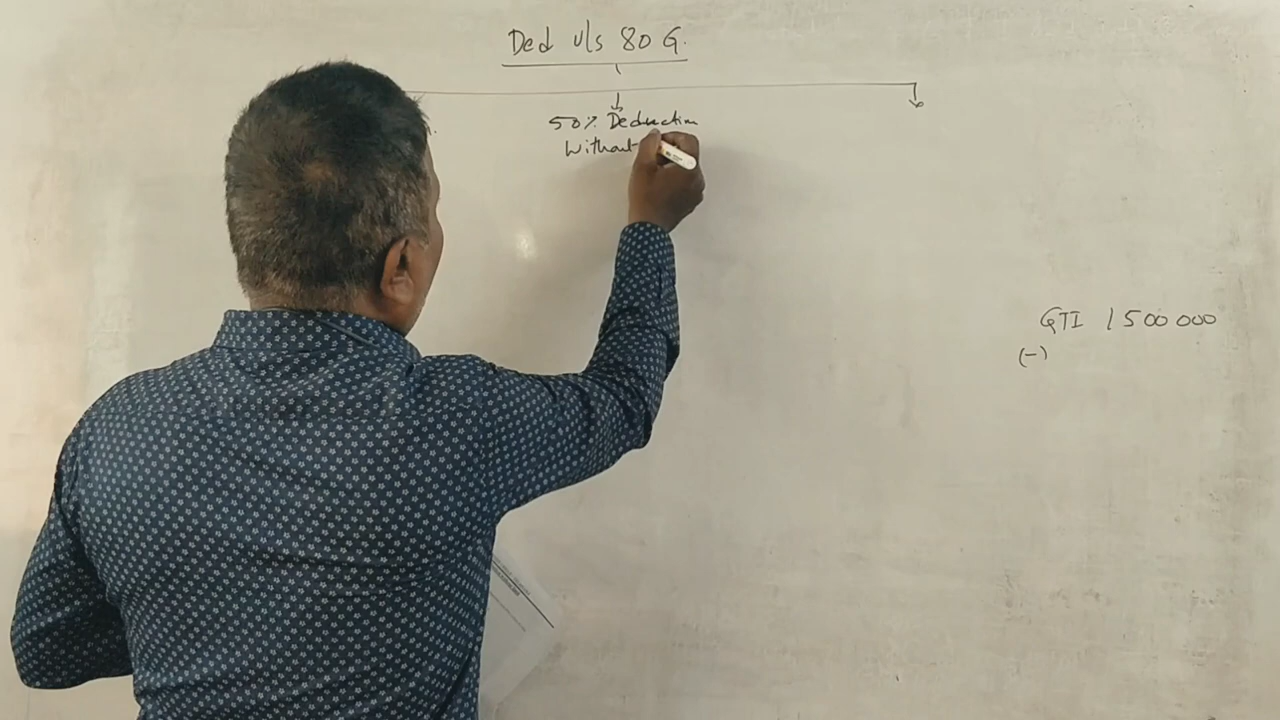 Ded u/s 80 G.
50% Deduction
Without
GTI 1500000
(-)